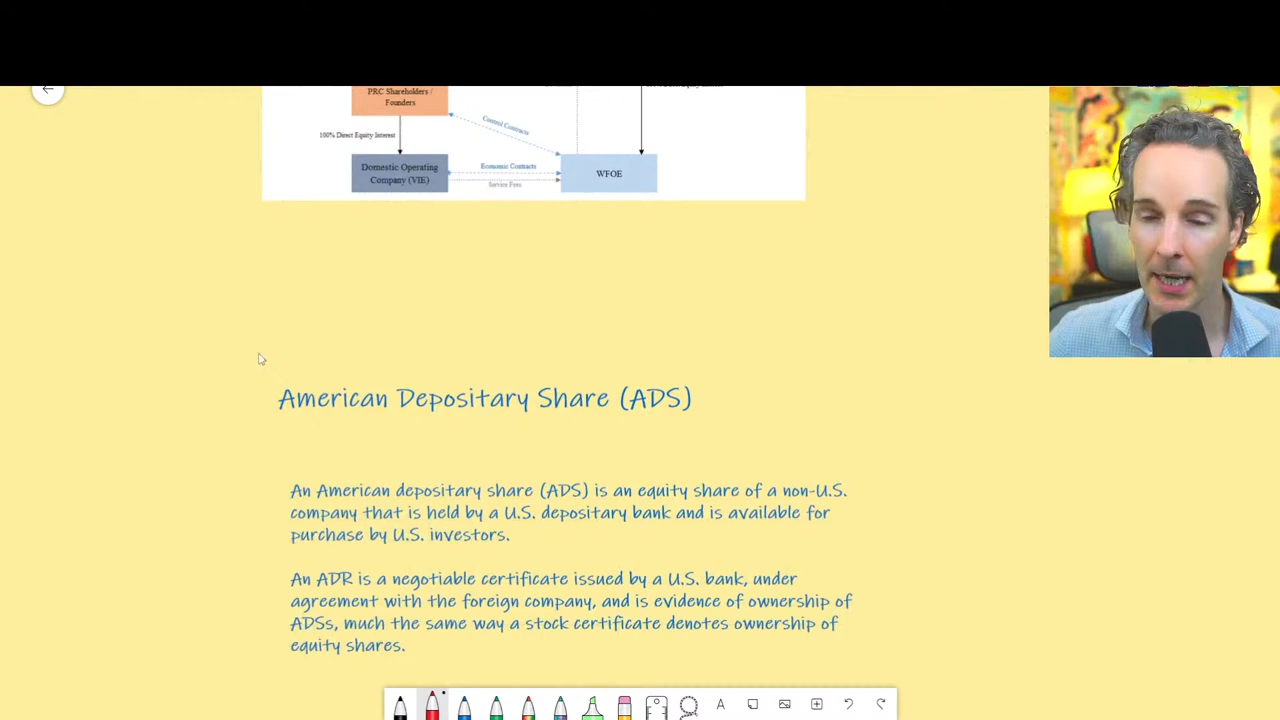 PRC Shareholders /
Founders
Control Contracts
100% Direct Equity Interest
Domestic Operating
Company (VIE)
Economic Contracts
Service Fees
WFOE
American Depositary Share (ADS)
An American depositary share (ADS) is an equity share of a non-U.S.
company that is held by a U.S. depositary bank and is available for
purchase by U.S. investors.
An ADR is a negotiable certificate issued by a U.S. bank, under
agreement with the foreign company, and is evidence of ownership of
ADSs, much the same way a stock certificate denotes ownership of
equity shares.